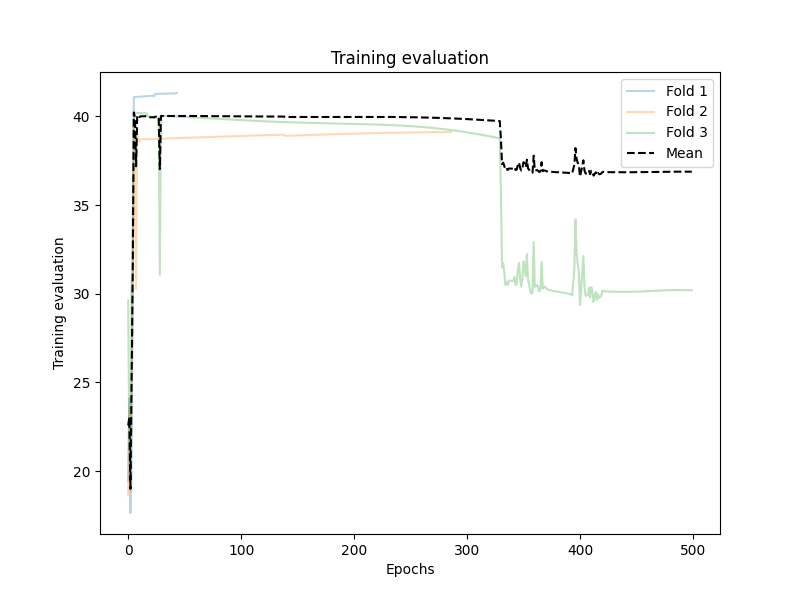 Training evaluation
Fold 1
Fold 2
Fold 3
Mean
Training evaluation
40
35
30
25
20
0 100 200 300 400 500
Epochs